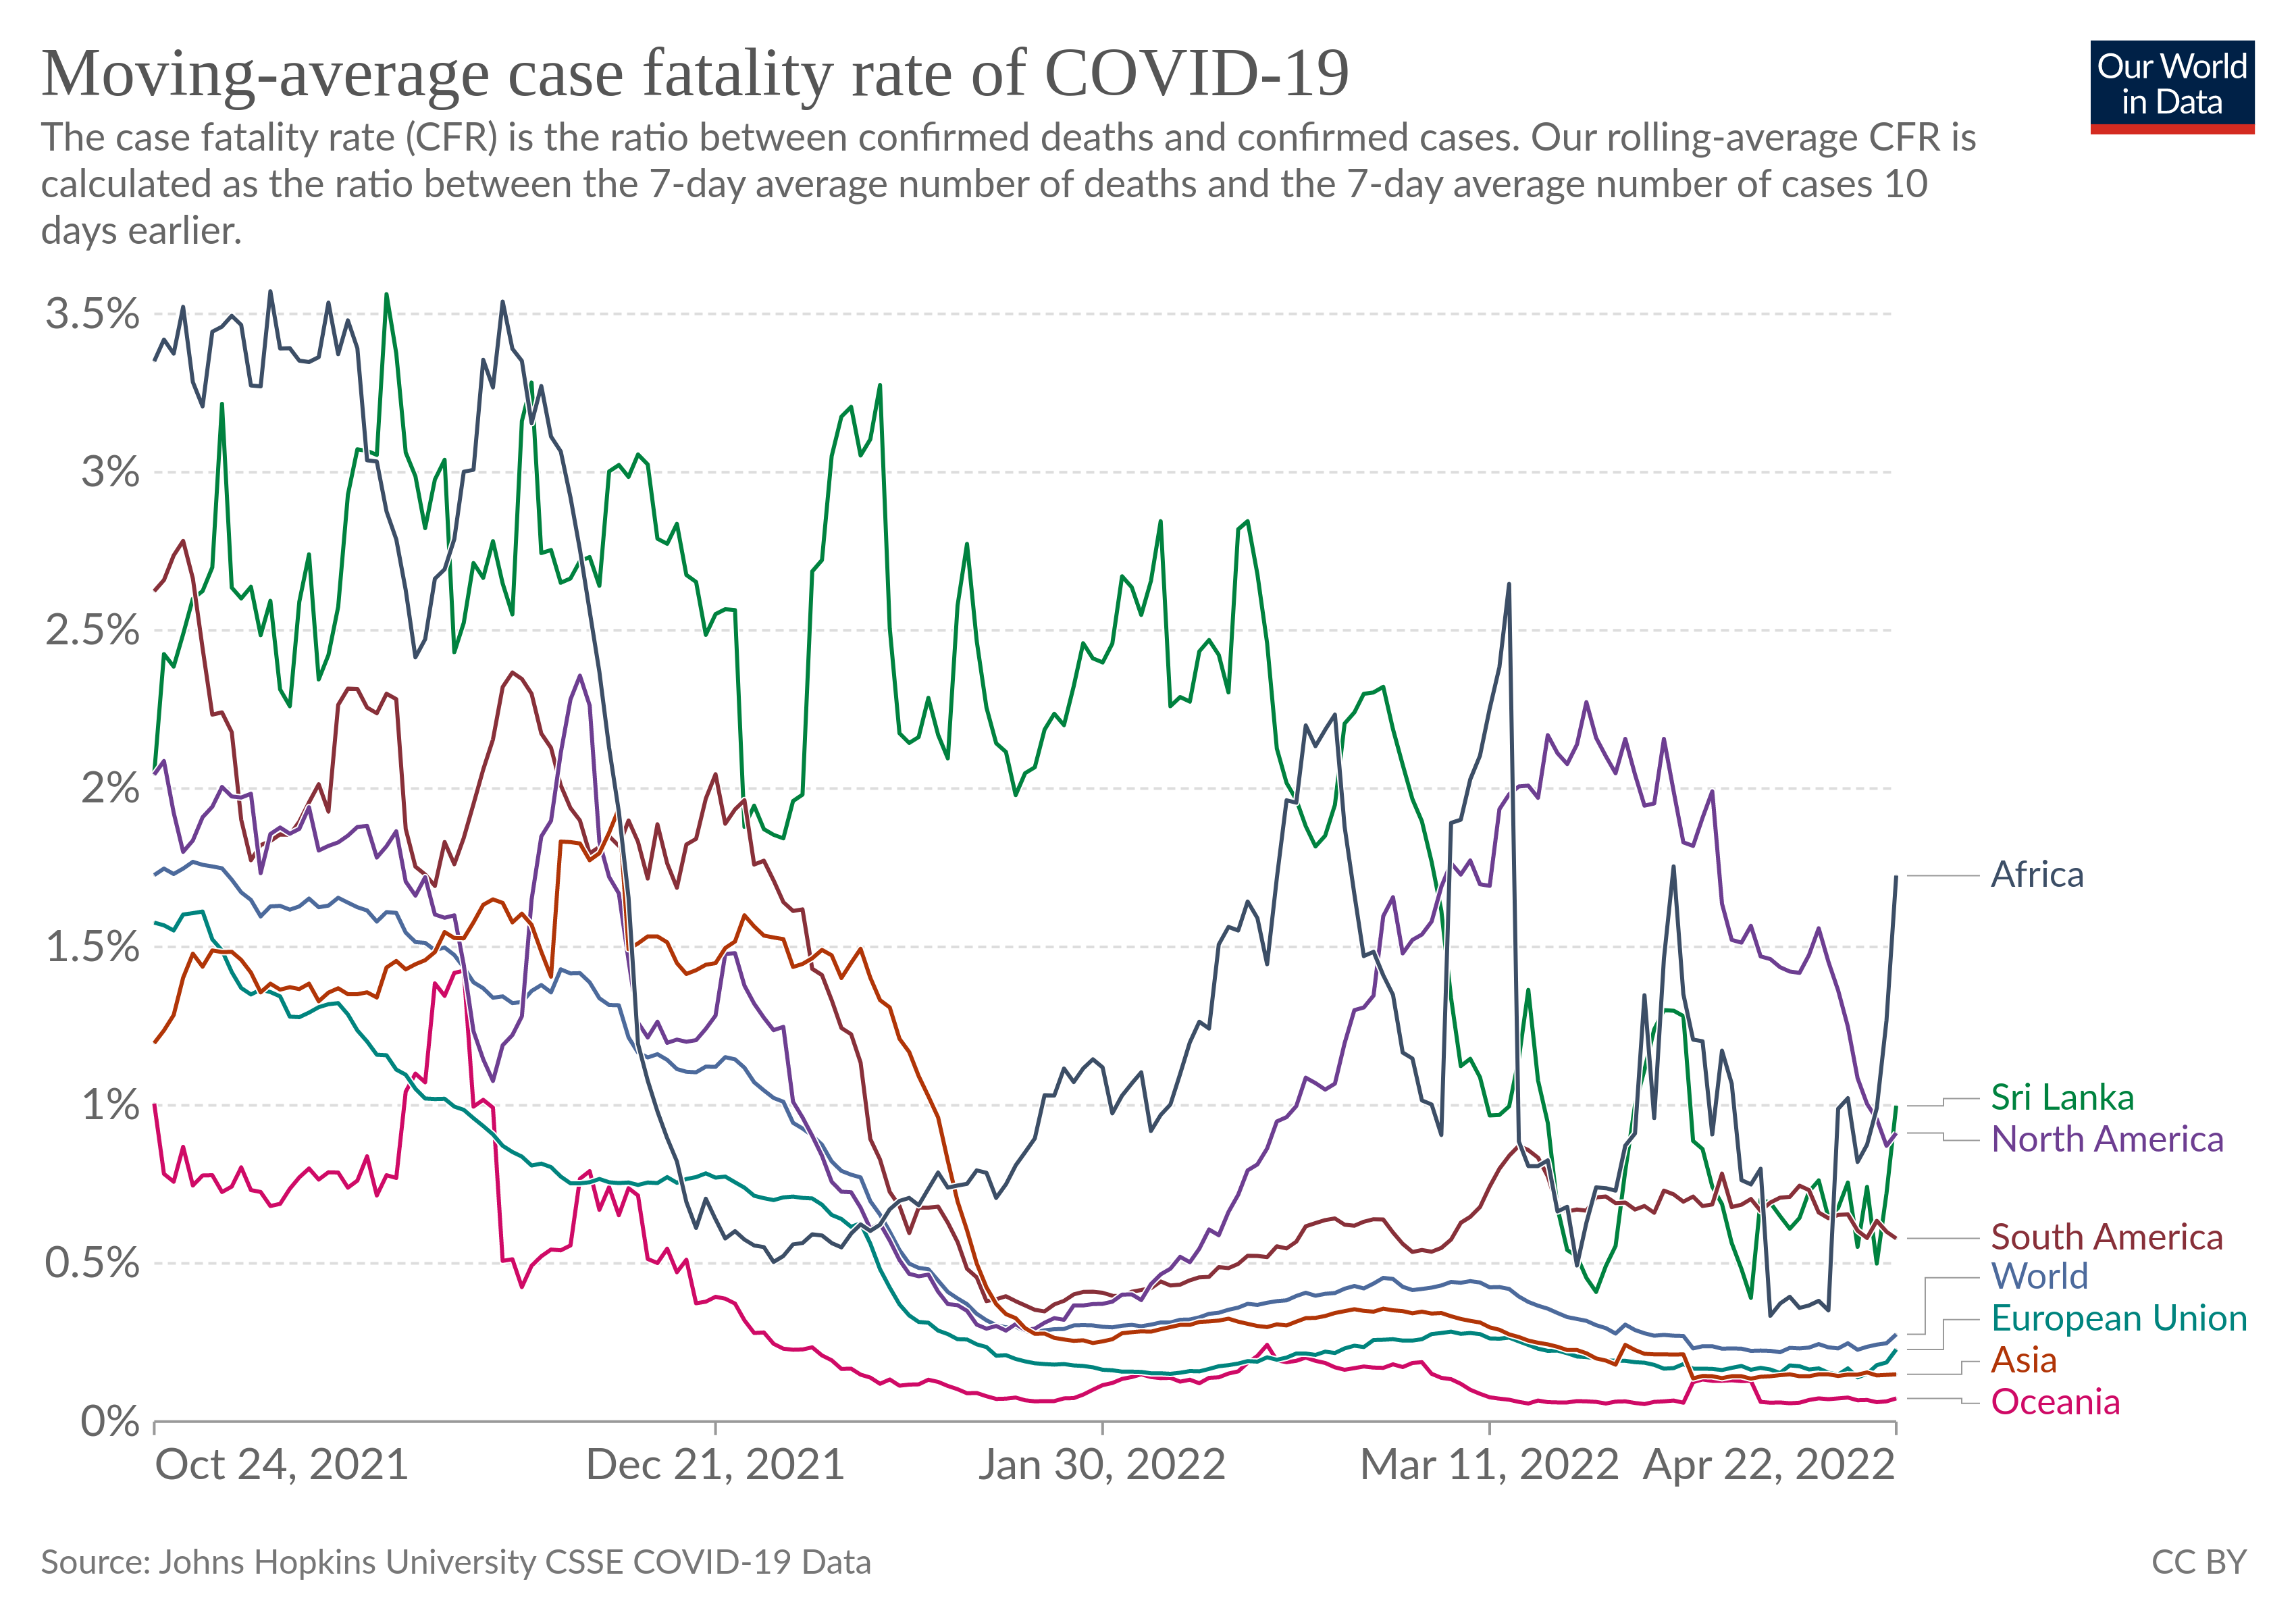 Moving-average case fatality rate of COVID-19
Our World
in Data
The case fatality rate (CFR) is the ratio between confirmed deaths and confirmed cases. Our rolling-average CFR is
calculated as the ratio between the 7-day average number of deaths and the 7-day average number of cases 10
days earlier.
3.5%
3%
2.5%
2%
1.5%
1%
0.5%
0%
Africa
Sri Lanka
North America
South America
World
European Union
Asia
Oceania
Oct 24, 2021
Dec 21, 2021
Jan 30, 2022
Mar 11, 2022
Apr 22, 2022
Source: Johns Hopkins University CSSE COVID-19 Data
CC BY